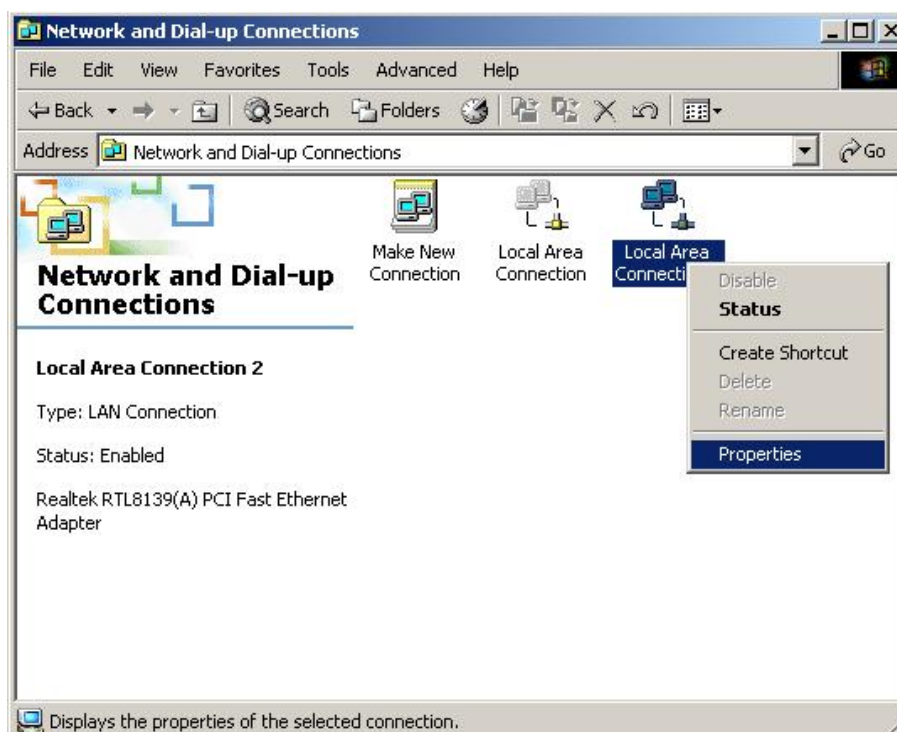 Network and Dial-up Connections
File Edit View Favorites Tools Advanced Help
Back Search Folders
Address Network and Dial-up Connections Go
Make New
Connection
Local Area
Connection
Local Area
Connecti
Disable
Status
Create Shortcut
Delete
Rename
Properties
Network and Dial-up
Connections
Local Area Connection 2
Type: LAN Connection
Status: Enabled
Realtek RTL8139(A) PCI Fast Ethernet
Adapter
Displays the properties of the selected connection.